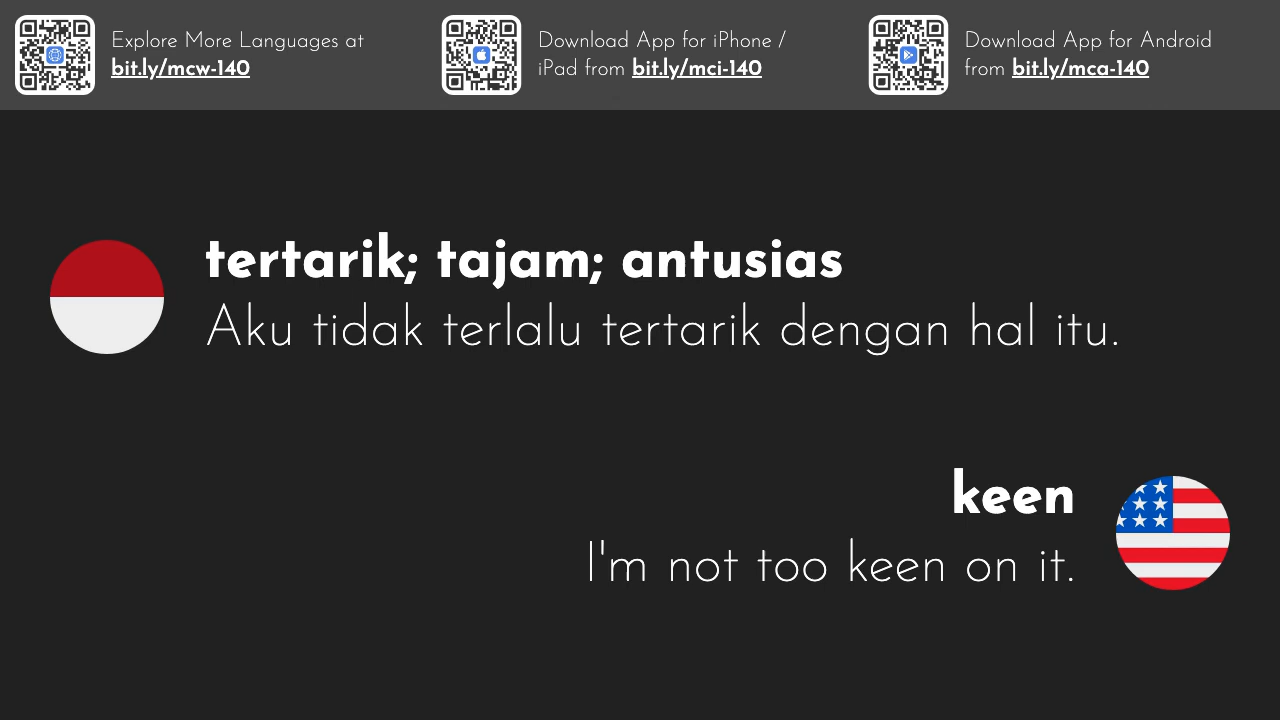 Explore More Languages at
bit.ly/mcw-140
Download App for iPhone /
iPad from bit.ly/mci-140
Download App for Android
from bit.ly/mca-140
tertarik; tajam; antusias
Aku tidak terlalu tertarik dengan hal itu.
keen
I'm not too keen on it.